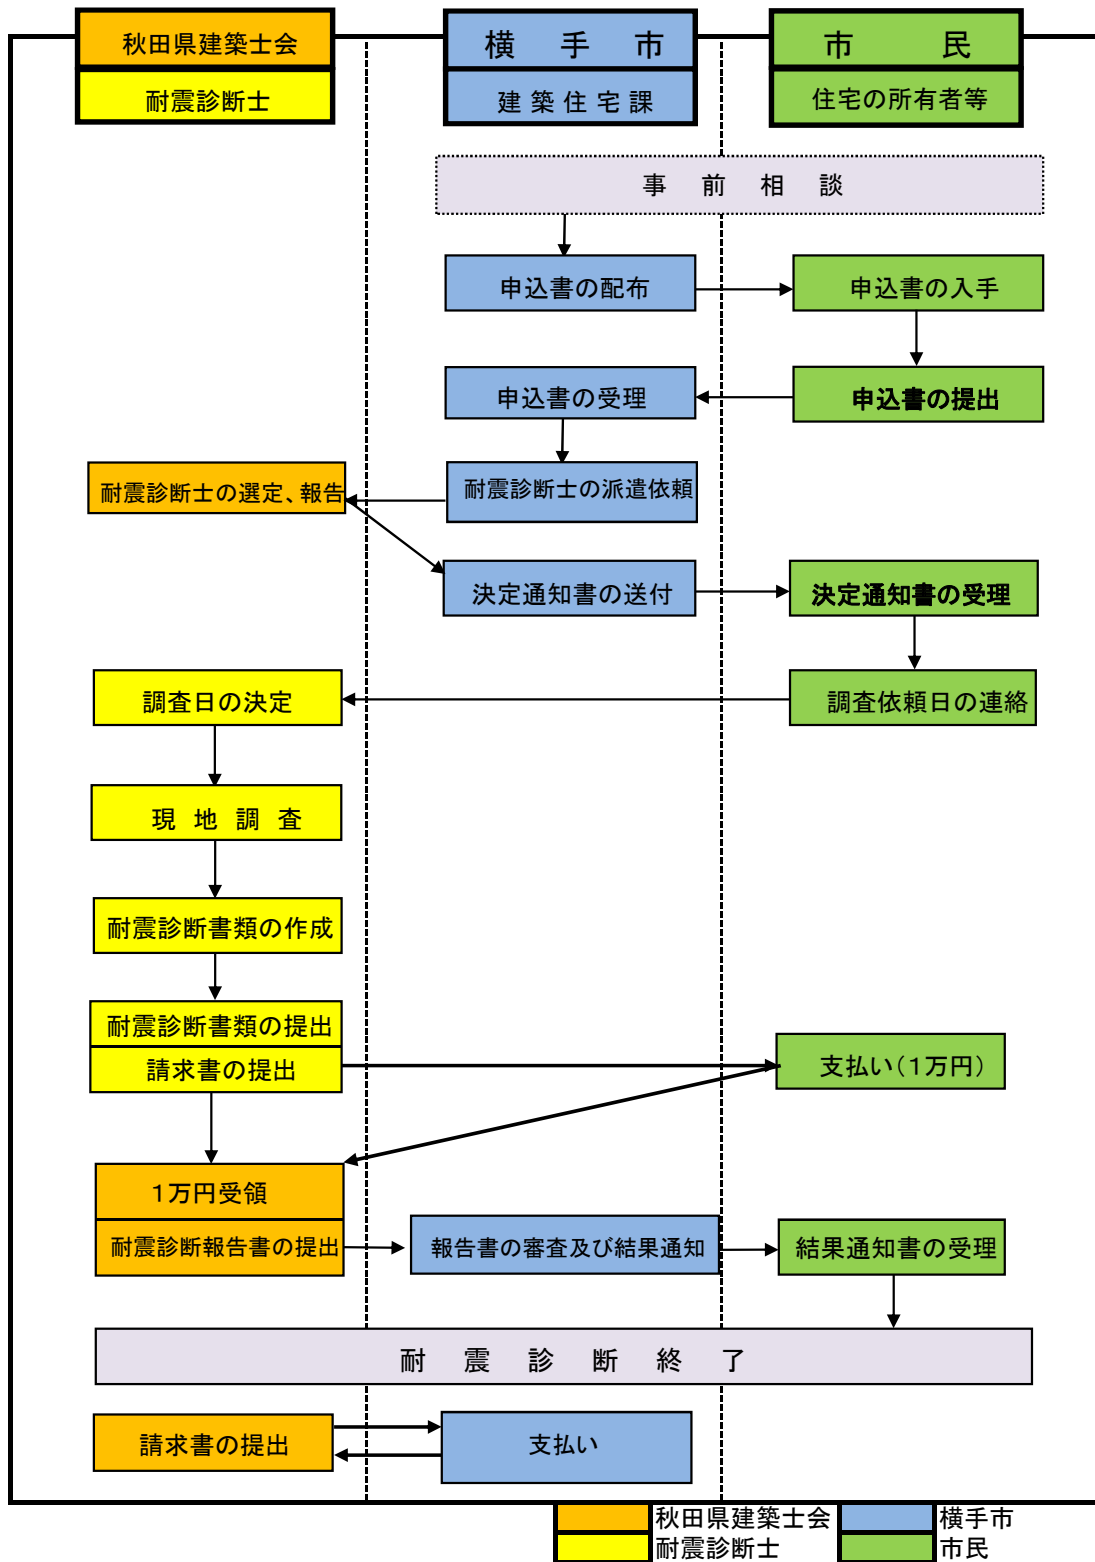 秋田県建築士会
横手市
市民
耐震診断士
建築住宅課
住宅の所有者等
事前相談
申込書の配布
申込書の入手
申込書の受理
申込書の提出
耐震診断士の選定、報告
耐震診断士の派遣依頼
決定通知書の送付
決定通知書の受理
調査日の決定
調査依頼日の連絡
現地調査
耐震診断書類の作成
耐震診断書類の提出
請求書の提出
支払い(1万円)
1万円受領
耐震診断報告書の提出
報告書の審査及び結果通知
結果通知書の受理
耐震診断終了
請求書の提出
支払い
秋田県建築士会
横手市
耐震診断士
市民